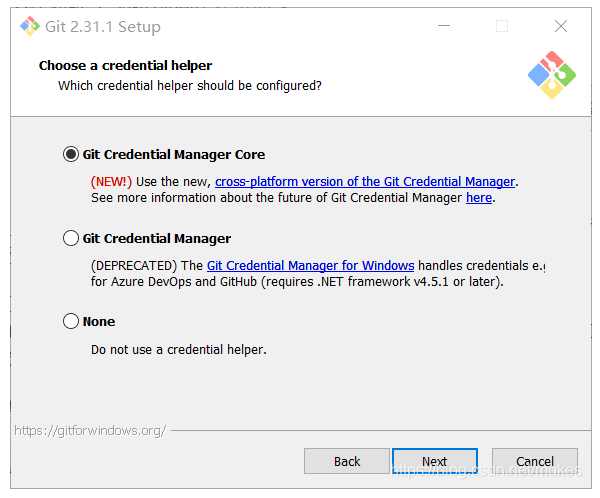 Git 2.31.1 Setup
Choose a credential helper
Which credential helper should be configured?
Git Credential Manager Core
(NEW!) Use the new, cross-platform version of the Git Credential Manager.
See more information about the future of Git Credential Manager here.
Git Credential Manager
(DEPRECATED) The Git Credential Manager for Windows handles credentials e.g
for Azure DevOps and GitHub (requires .NET framework v4.5.1 or later).
None
Do not use a credential helper.
https://gitforwindows.org/
Back Next Cancel
https://blog.csdn.net/mukes